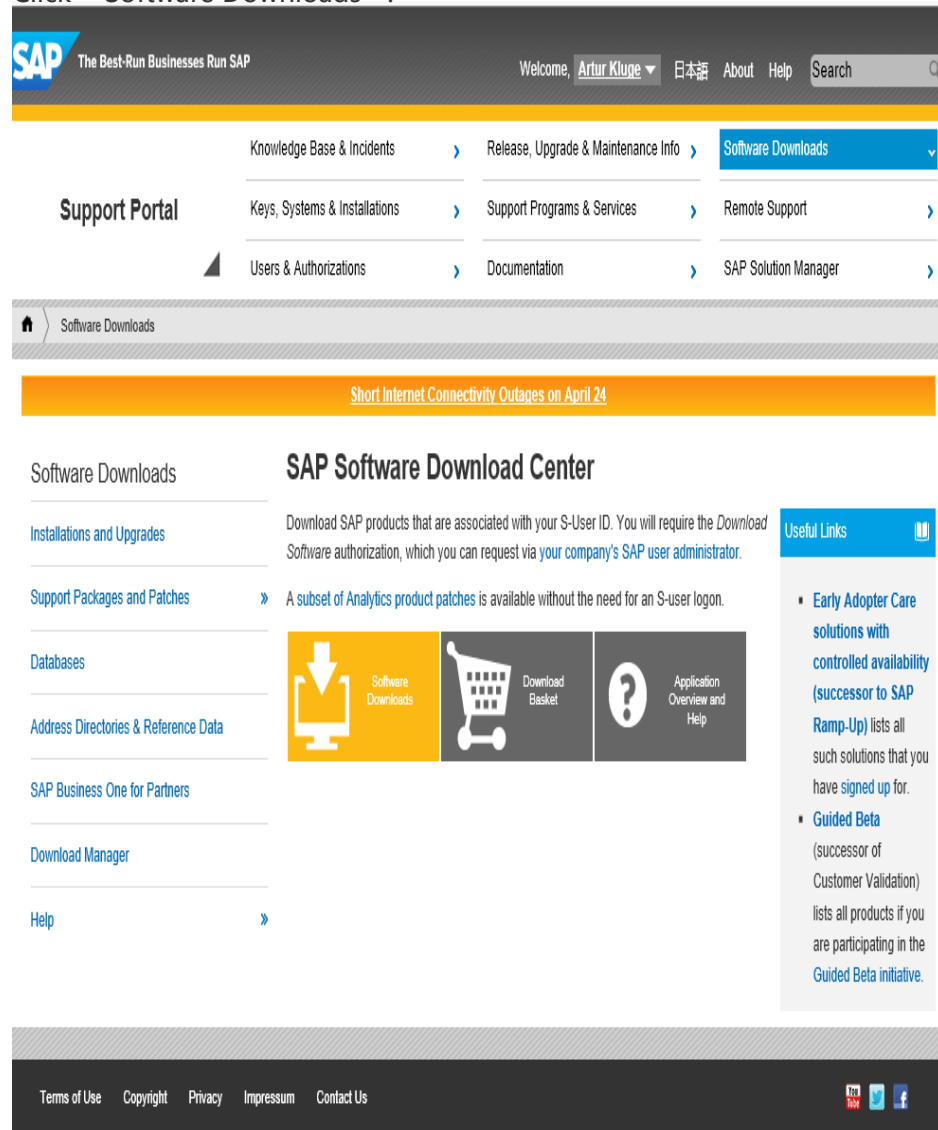 Click " Software Downloads " .
SAP The Best-Run Businesses Run SAP
Welcome, Artur Kluge 日本語 About Help Search
Knowledge Base & Incidents Release, Upgrade & Maintenance Info Software Downloads
Support Portal Keys, Systems & Installations Support Programs & Services Remote Support
Users & Authorizations Documentation SAP Solution Manager
Software Downloads
Short Internet Connectivity Outages on April 24
Software Downloads
Installations and Upgrades
Support Packages and Patches »
Databases
Address Directories & Reference Data
SAP Business One for Partners
Download Manager
Help »
SAP Software Download Center
Download SAP products that are associated with your S-User ID. You will require the Download
Software authorization, which you can request via your company's SAP user administrator.
A subset of Analytics product patches is available without the need for an S-user logon.
Software
Downloads
Download
Basket
Application
Overview and
Help
Useful Links
▪ Early Adopter Care
solutions with
controlled availability
(successor to SAP
Ramp-Up) lists all
such solutions that you
have signed up for.
▪ Guided Beta
(successor of
Customer Validation)
lists all products if you
are participating in the
Guided Beta initiative.
Terms of Use Copyright Privacy Impressum Contact Us
You Tube